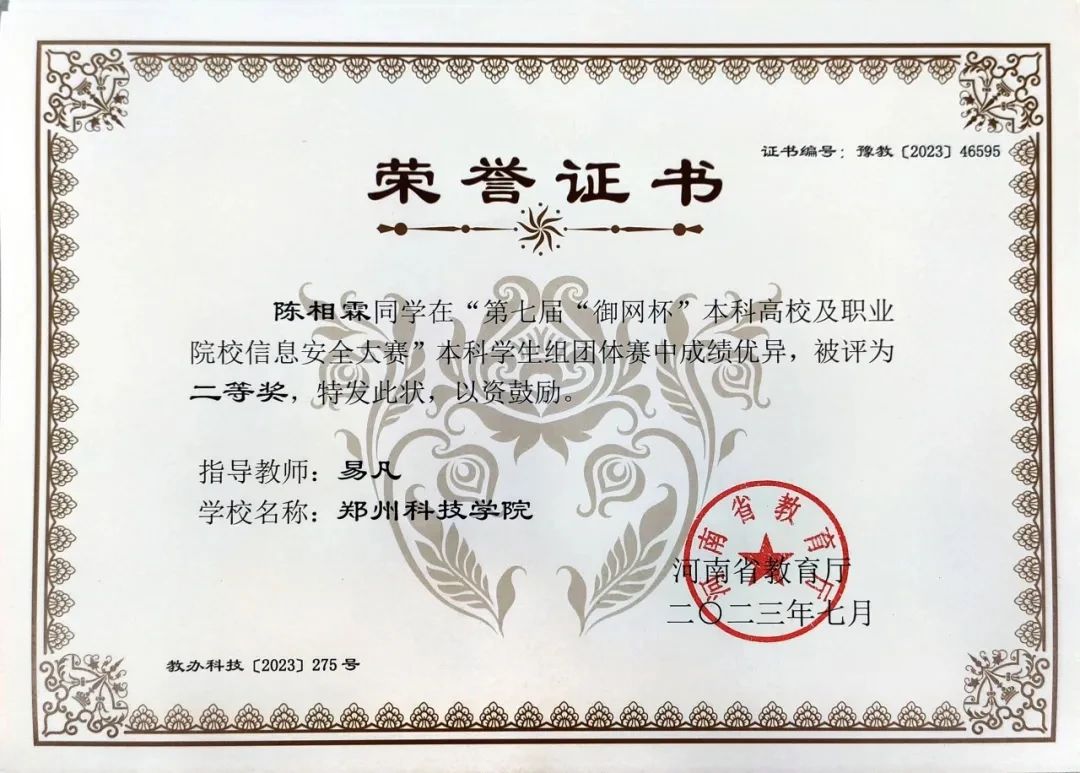 证书编号：豫教〔2023〕46595
荣誉证书
陈相霖同学在“第七届“御网杯”本科高校及职业
院校信息安全大赛”本科学生组团体赛中成绩优异，被评为
二等奖，特发此状，以资鼓励。
指导教师：易凡
学校名称：郑州科技学院
河南省教育厅
河南省教育厅
二〇二三年七月
教办科技〔2023〕275号